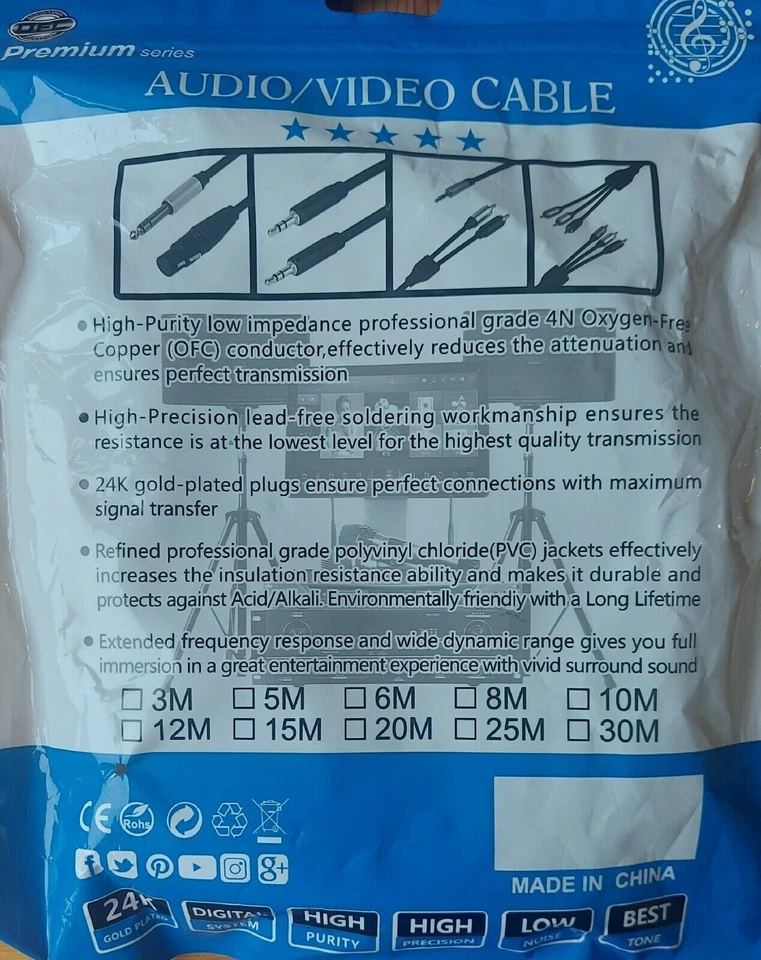 OFC
Premium series
AUDIO/VIDEO CABLE
High-Purity low impedance professional grade 4N Oxygen-Free
Copper (OFC) conductor,effectively reduces the attenuation and
ensures perfect transmission
High-Precision lead-free soldering workmanship ensures the
resistance is at the lowest level for the highest quality transmission
24K gold-plated plugs ensure perfect connections with maximum
signal transfer
Refined professional grade polyvinyl chloride(PVC) jackets effectively
increases the insulation resistance ability and makes it durable and
protects against Acid/Alkali. Environmentally friendiy with a Long Lifetime
Extended frequency response and wide dynamic range gives you full
immersion in a great entertainment experience with vivid surround sound
3M 5M 6M 8M 10M
12M 15M 20M 25M 30M
CE Rohs
8+
MADE IN CHINA
24K GOLD PLATED
DIGITAL SYSTEM
HIGH PURITY
HIGH PRECISION
LOW NOISE
BEST TONE